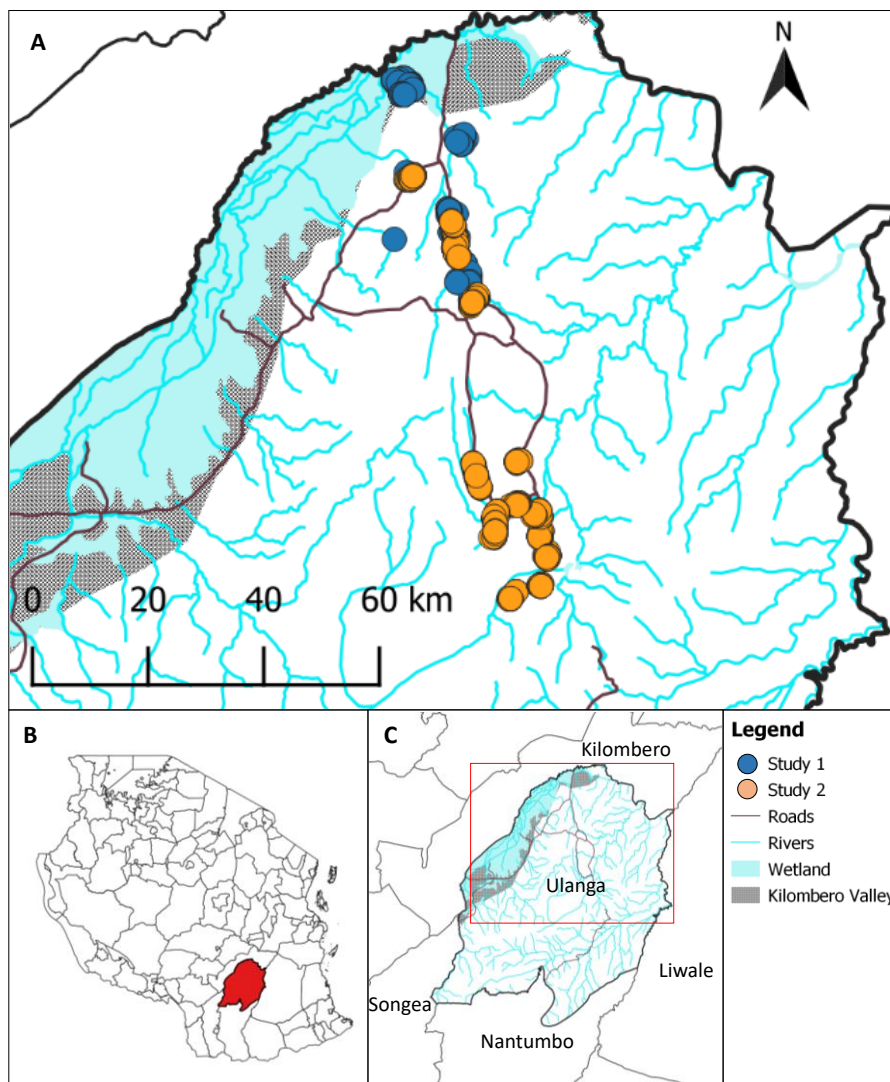 A
N
0 20 40 60 km
B
C
Kilombero
Ulanga
Liwale
Songea
Nantumbo
Legend
Study 1
Study 2
Roads
Rivers
Wetland
Kilombero Valley